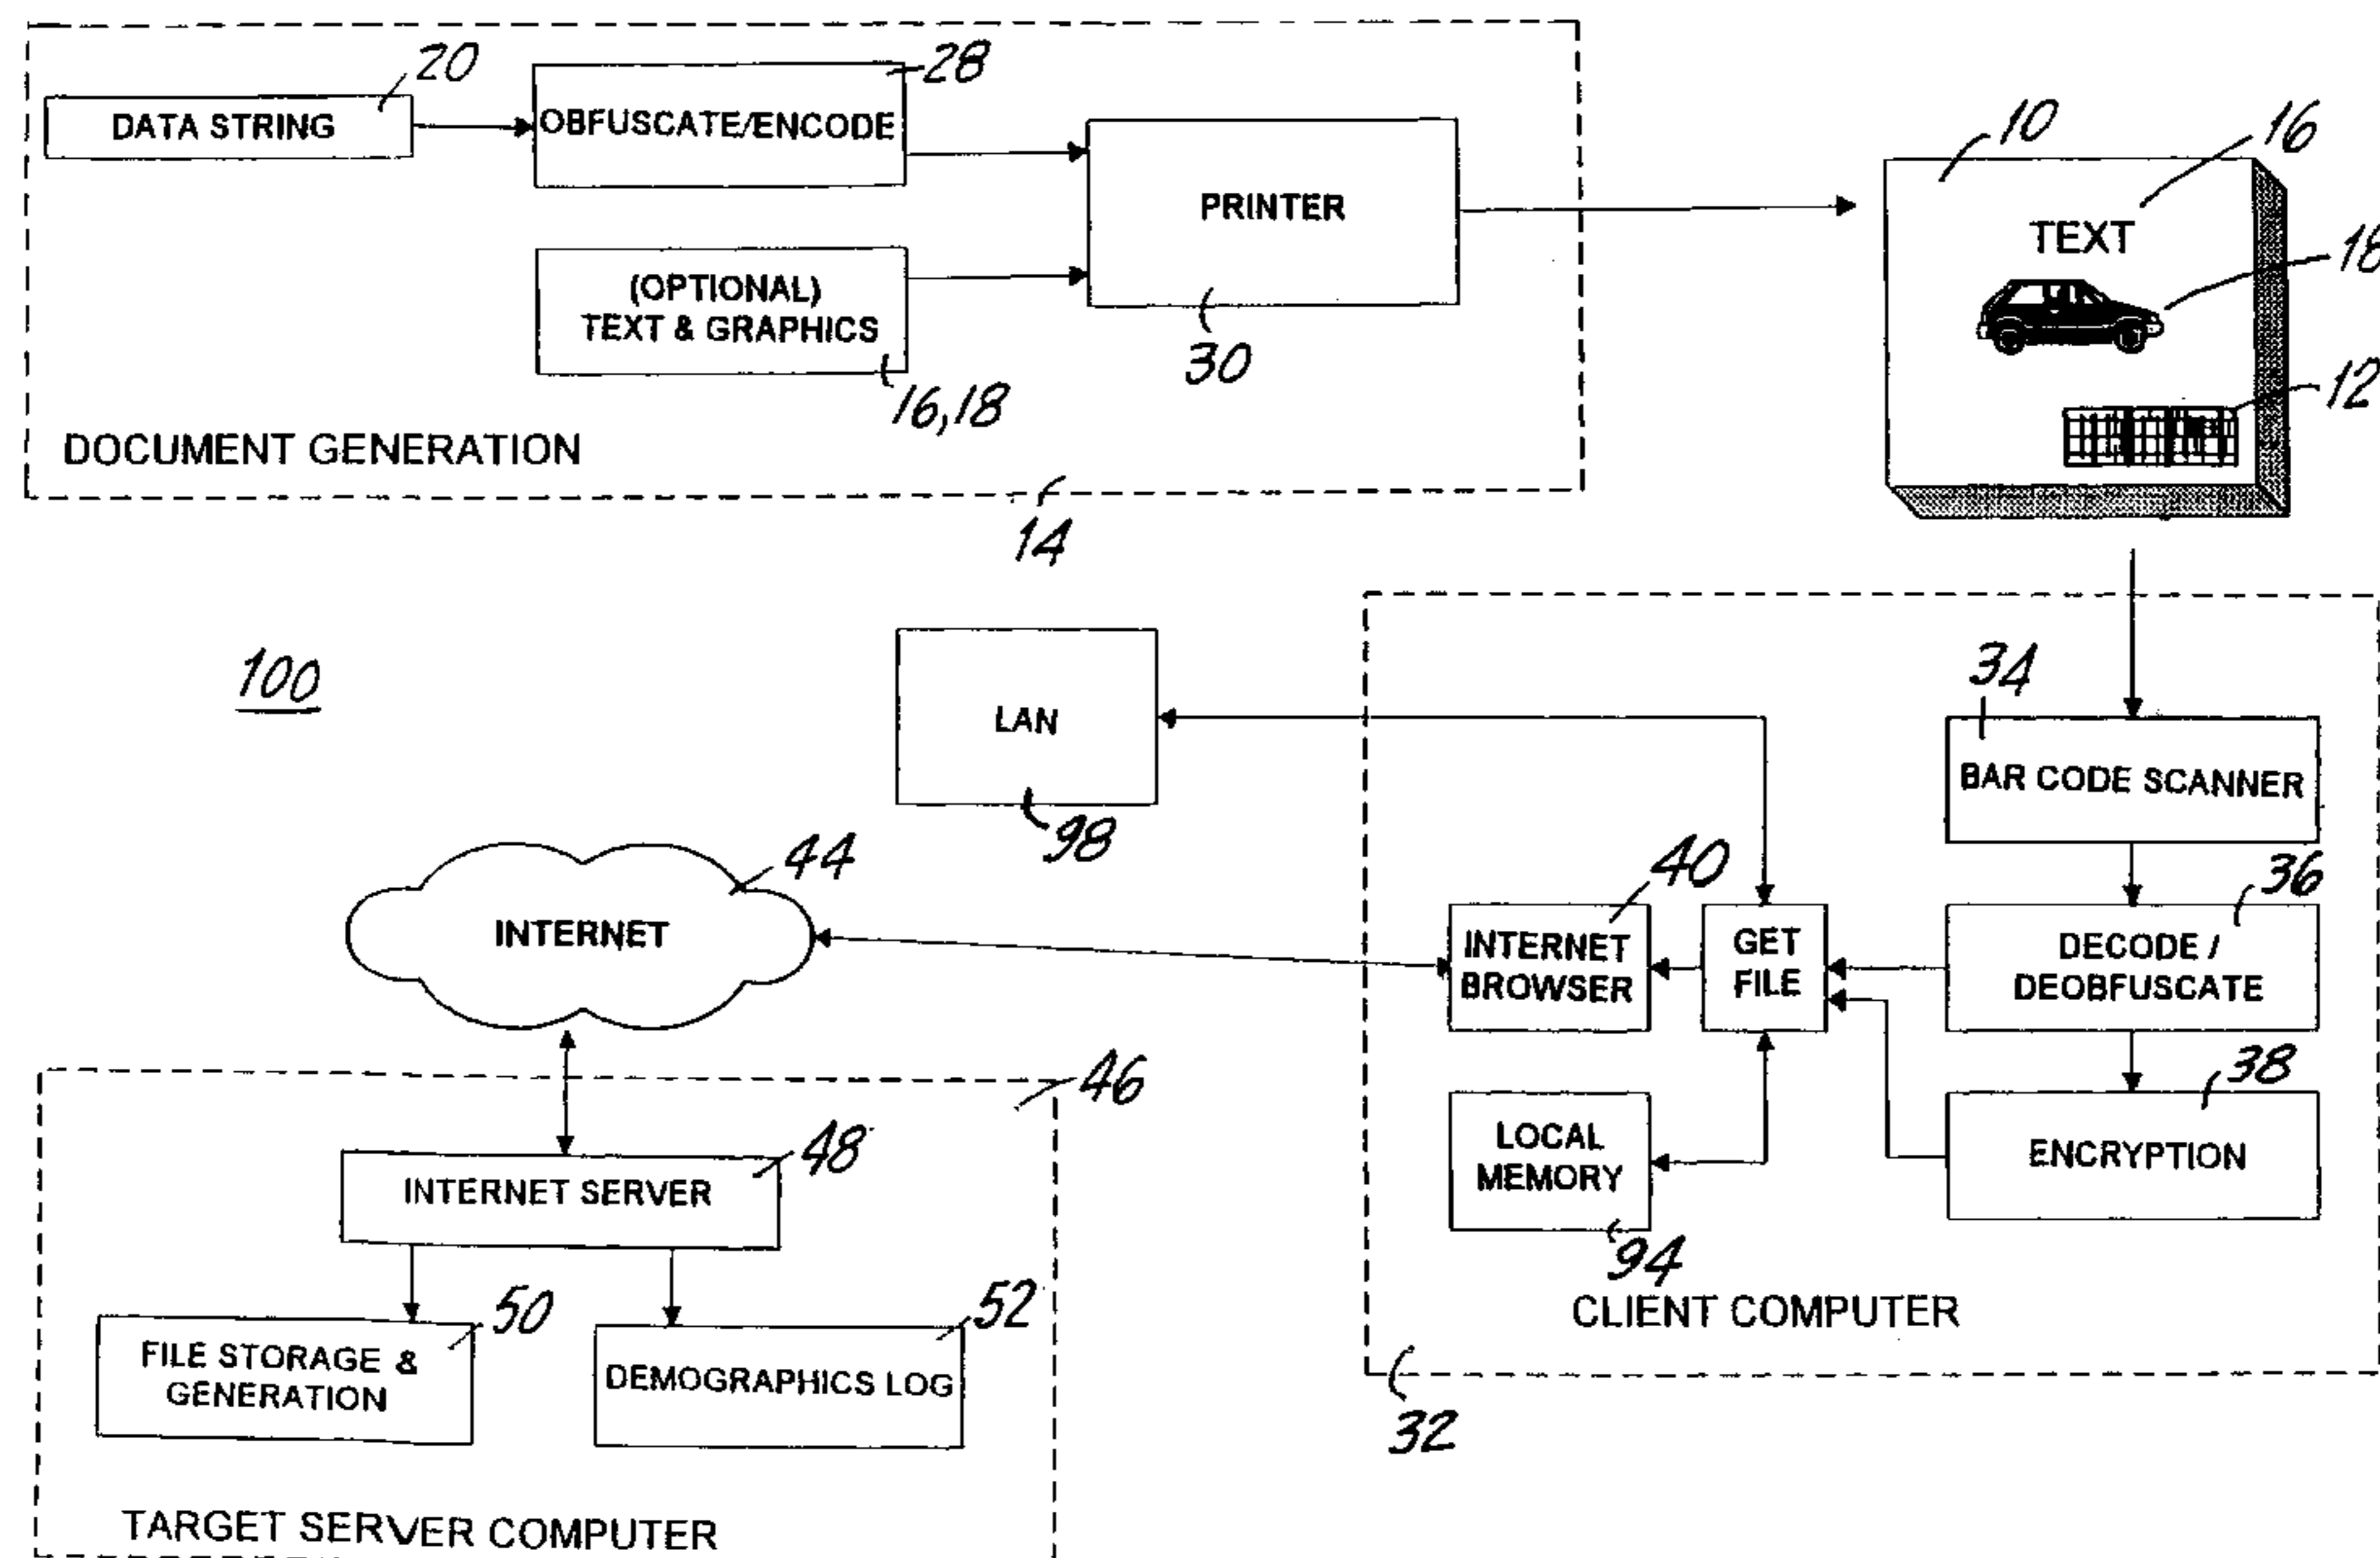 20
28
DATA STRING
OBFUSCATE/ENCODE
PRINTER
30
(OPTIONAL)
TEXT & GRAPHICS
16,18
DOCUMENT GENERATION
14
10
16
TEXT
18
12
100
LAN
98
34
BAR CODE SCANNER
44
INTERNET
40
INTERNET
BROWSER
GET
FILE
36
DECODE /
DEOBFUSCATE
38
ENCRYPTION
LOCAL
MEMORY
94
CLIENT COMPUTER
32
46
48
INTERNET SERVER
50
FILE STORAGE &
GENERATION
52
DEMOGRAPHICS LOG
TARGET SERVER COMPUTER